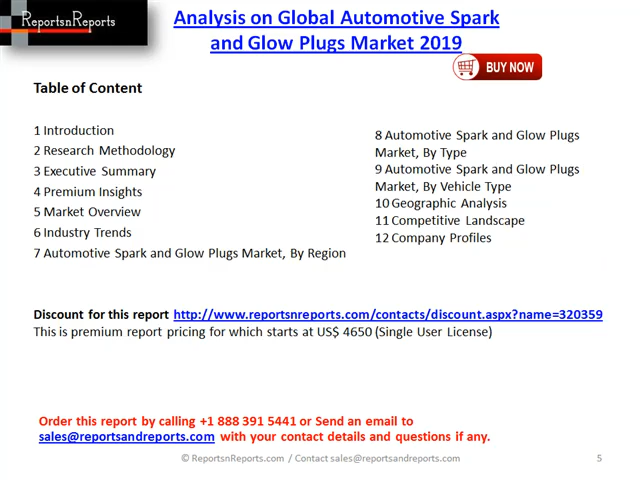 ReportsnReports
Analysis on Global Automotive Spark
and Glow Plugs Market 2019
BUY NOW
Table of Content
1 Introduction
2 Research Methodology
3 Executive Summary
4 Premium Insights
5 Market Overview
6 Industry Trends
7 Automotive Spark and Glow Plugs Market, By Region
8 Automotive Spark and Glow Plugs
Market, By Type
9 Automotive Spark and Glow Plugs
Market, By Vehicle Type
10 Geographic Analysis
11 Competitive Landscape
12 Company Profiles
Discount for this report http://www.reportsnreports.com/contacts/discount.aspx?name=320359
This is premium report pricing for which starts at US$ 4650 (Single User License)
Order this report by calling +1 888 391 5441 or Send an email to
sales@reportsandreports.com with your contact details and questions if any.
© ReportsnReports.com / Contact sales@reportsandreports.com
5